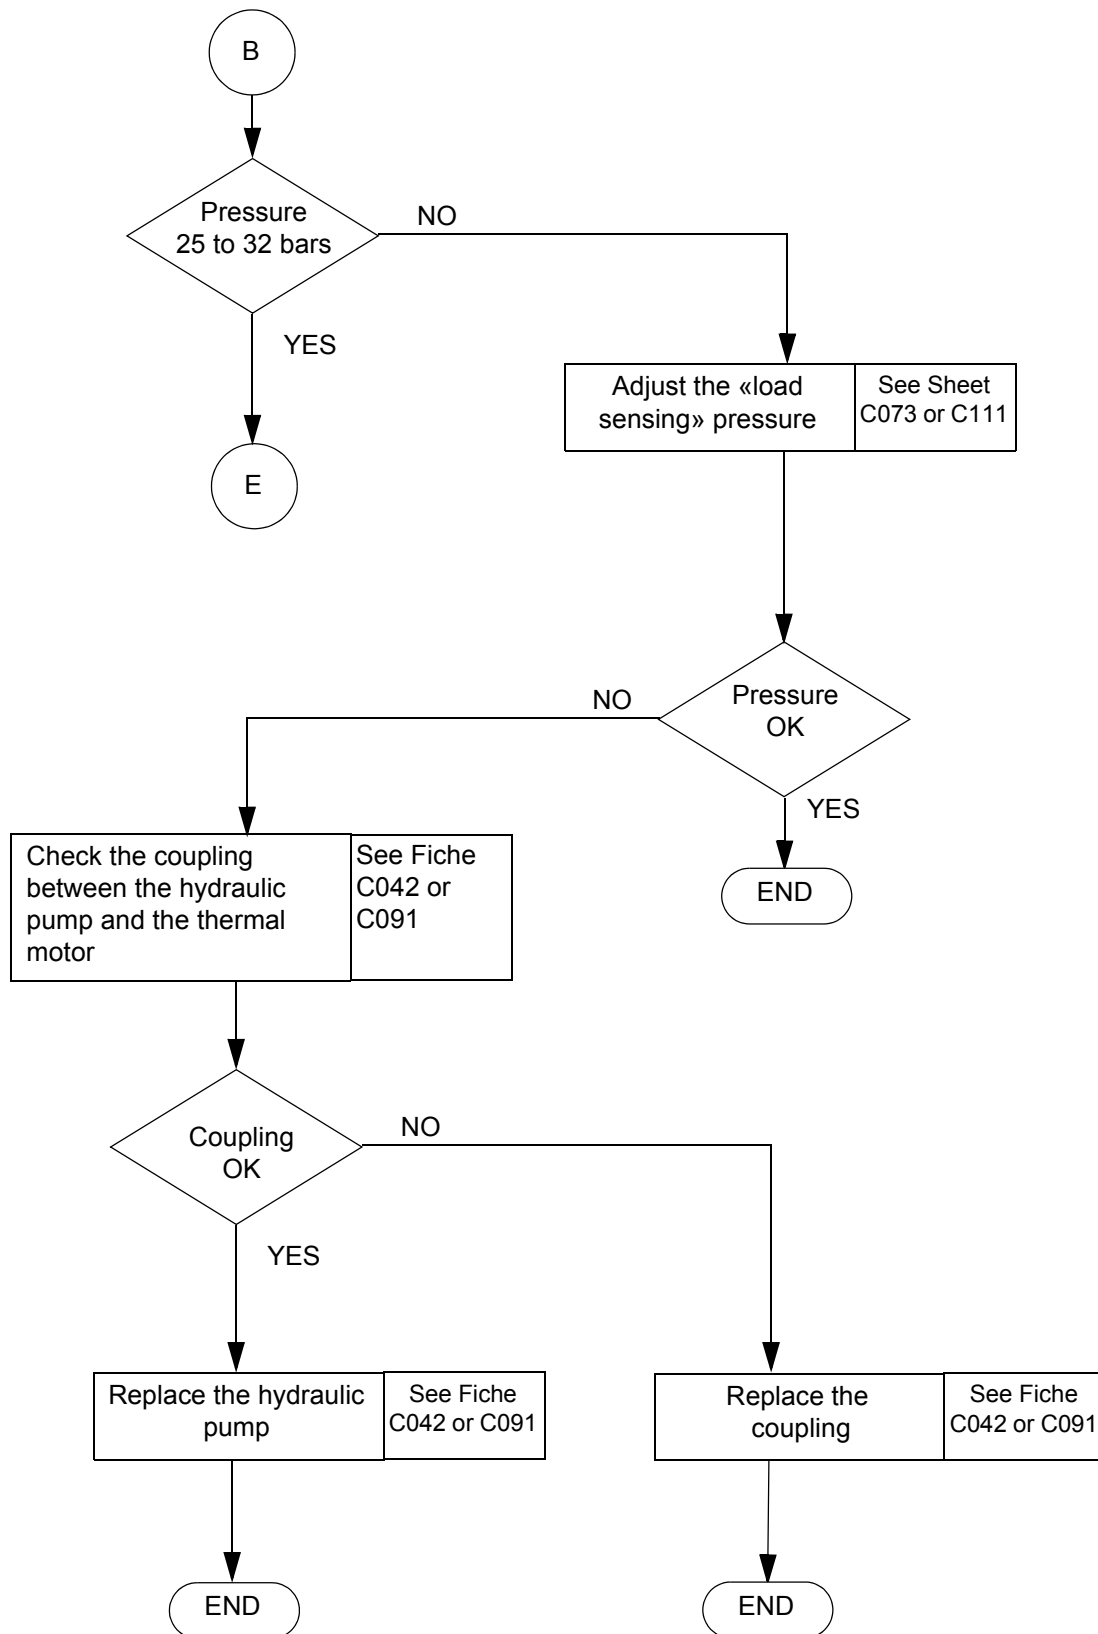 B
Pressure
25 to 32 bars
NO
YES
Adjust the «load
sensing» pressure
See Sheet
C073 or C111
E
Pressure
OK
NO
YES
END
Check the coupling
between the hydraulic
pump and the thermal
motor
See Fiche
C042 or
C091
Coupling
OK
NO
YES
Replace the hydraulic
pump
See Fiche
C042 or C091
Replace the
coupling
See Fiche
C042 or C091
END
END